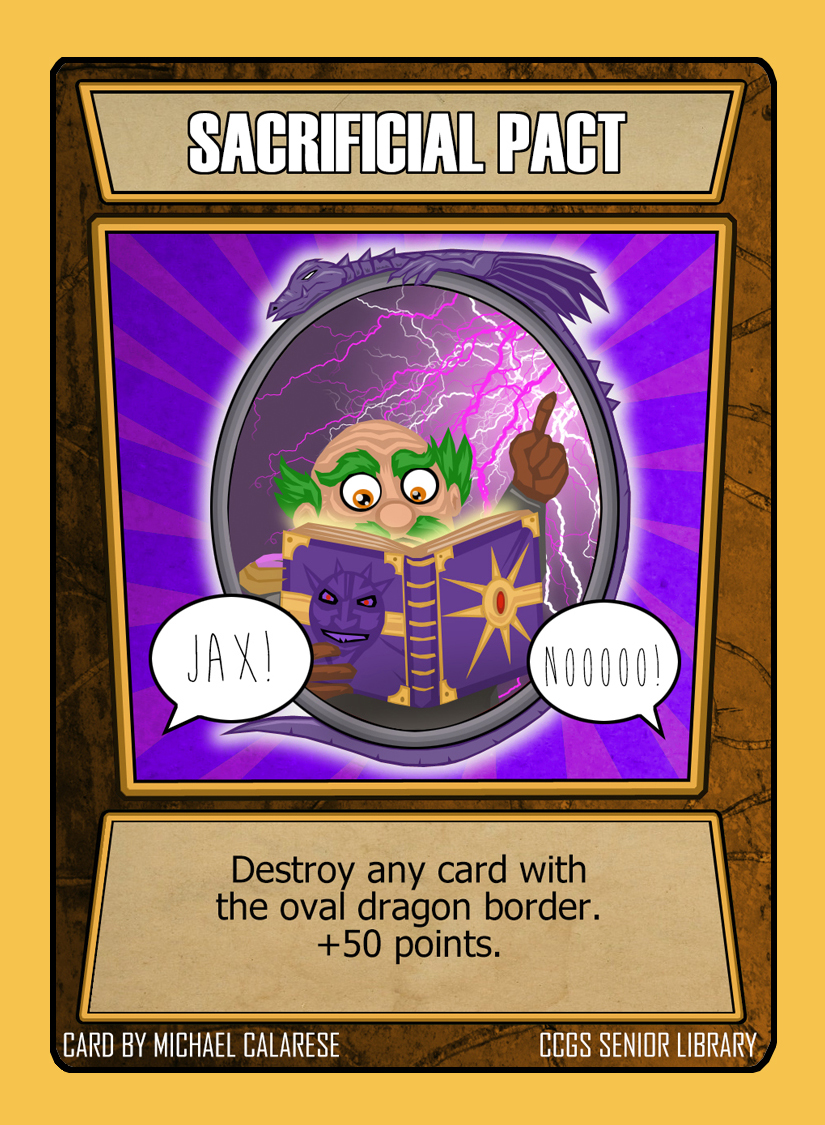 SACRIFICIAL PACT
JAX!
NOOOOO!
Destroy any card with
the oval dragon border.
+50 points.
CARD BY MICHAEL CALARESE
CCGS SENIOR LIBRARY